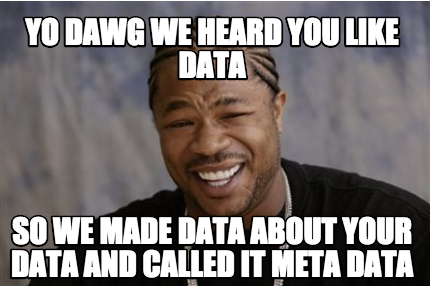 YO DAWG WE HEARD YOU LIKE
DATA
SO WE MADE DATA ABOUT YOUR
DATA AND CALLED IT META DATA